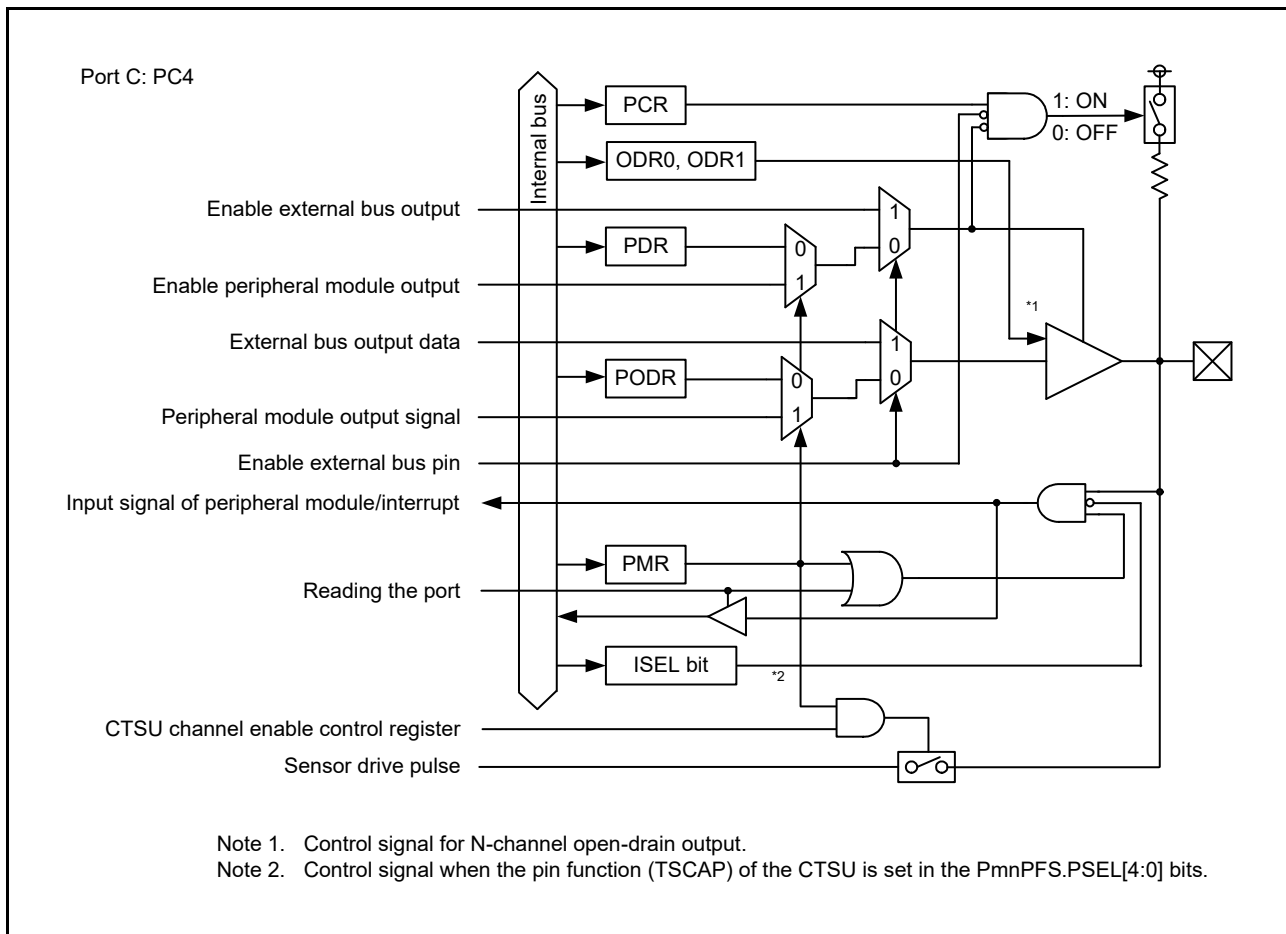 Port C: PC4
Internal bus
PCR
1: ON
0: OFF
ODR0, ODR1
Enable external bus output
1
0
PDR
0
1
Enable peripheral module output
*1
External bus output data
1
0
PODR
0
1
Peripheral module output signal
Enable external bus pin
Input signal of peripheral module/interrupt
PMR
Reading the port
ISEL bit
*2
CTSU channel enable control register
Sensor drive pulse
Note 1. Control signal for N-channel open-drain output.
Note 2. Control signal when the pin function (TSCAP) of the CTSU is set in the PmnPFS.PSEL[4:0] bits.